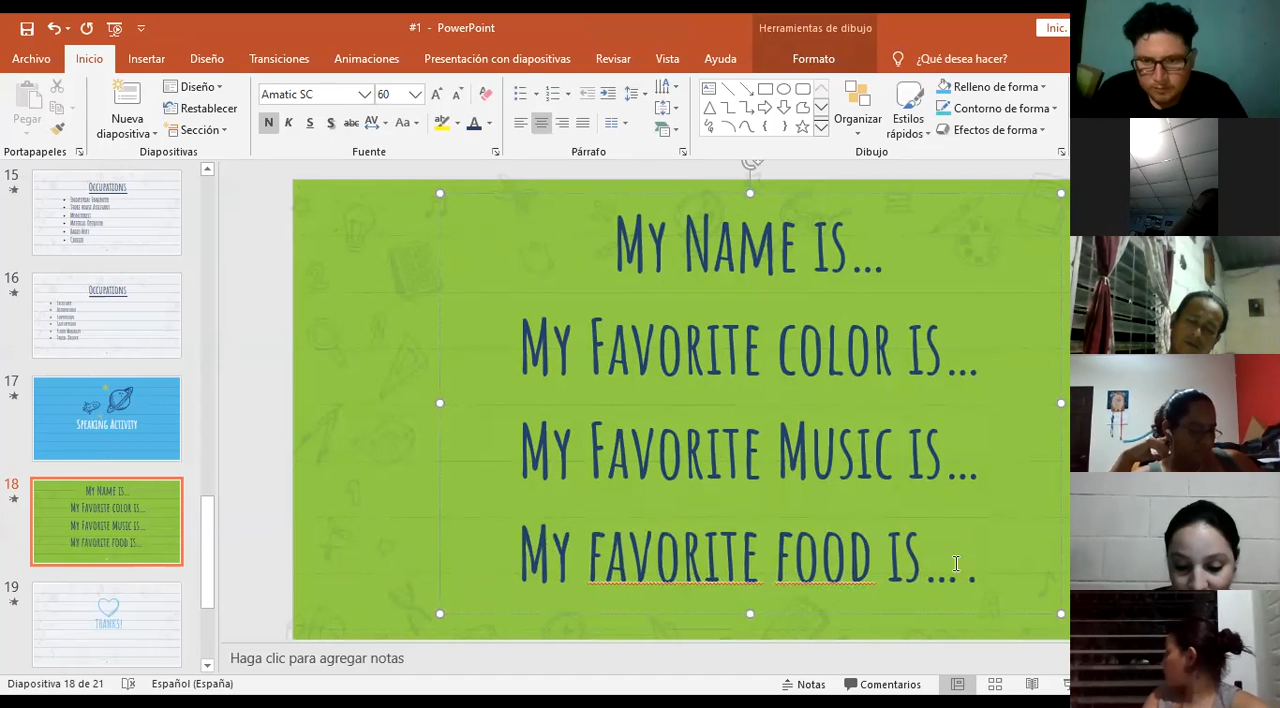 #1 - PowerPoint
Herramientas de dibujo
Inic.
Archivo
Inicio
Insertar
Diseño
Transiciones
Animaciones
Presentación con diapositivas
Revisar
Vista
Ayuda
Formato
¿Qué desea hacer?
Pegar
Nueva
diapositiva
Diseño
Restablecer
Sección
Amatic SC
60
N K S S abc AV Aa
Organizar
Estilos
rápidos
Relleno de forma
Contorno de forma
Efectos de forma
Portapapeles
Diapositivas
Fuente
Párrafo
Dibujo
15
Occupations
16
Occupations
17
Speaking Activity
18
My Name is...
My Favorite color is...
My Favorite Music is...
My favorite food is....
19
Thanks!
My Name is...
My Favorite color is...
My Favorite Music is...
My favorite food is....
Haga clic para agregar notas
Diapositiva 18 de 21
Español (España)
Notas
Comentarios